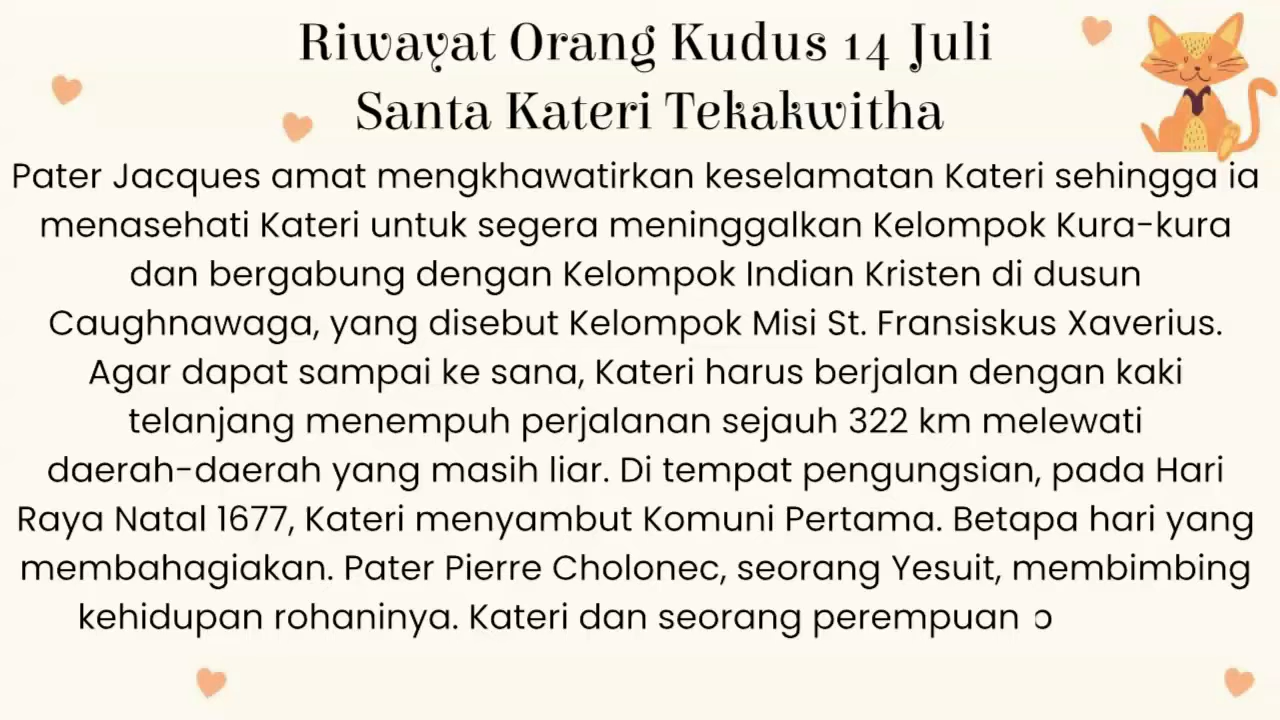 Riwayat Orang Kudus 14 Juli
Santa Kateri Tekakwitha
Pater Jacques amat mengkhawatirkan keselamatan Kateri sehingga ia
menasehati Kateri untuk segera meninggalkan Kelompok Kura-kura
dan bergabung dengan Kelompok Indian Kristen di dusun
Caughnawaga, yang disebut Kelompok Misi St. Fransiskus Xaverius.
Agar dapat sampai ke sana, Kateri harus berjalan dengan kaki
telanjang menempuh perjalanan sejauh 322 km melewati
daerah-daerah yang masih liar. Di tempat pengungsian, pada Hari
Raya Natal 1677, Kateri menyambut Komuni Pertama. Betapa hari yang
membahagiakan. Pater Pierre Cholonec, seorang Yesuit, membimbing
kehidupan rohaninya. Kateri dan seorang perempuan